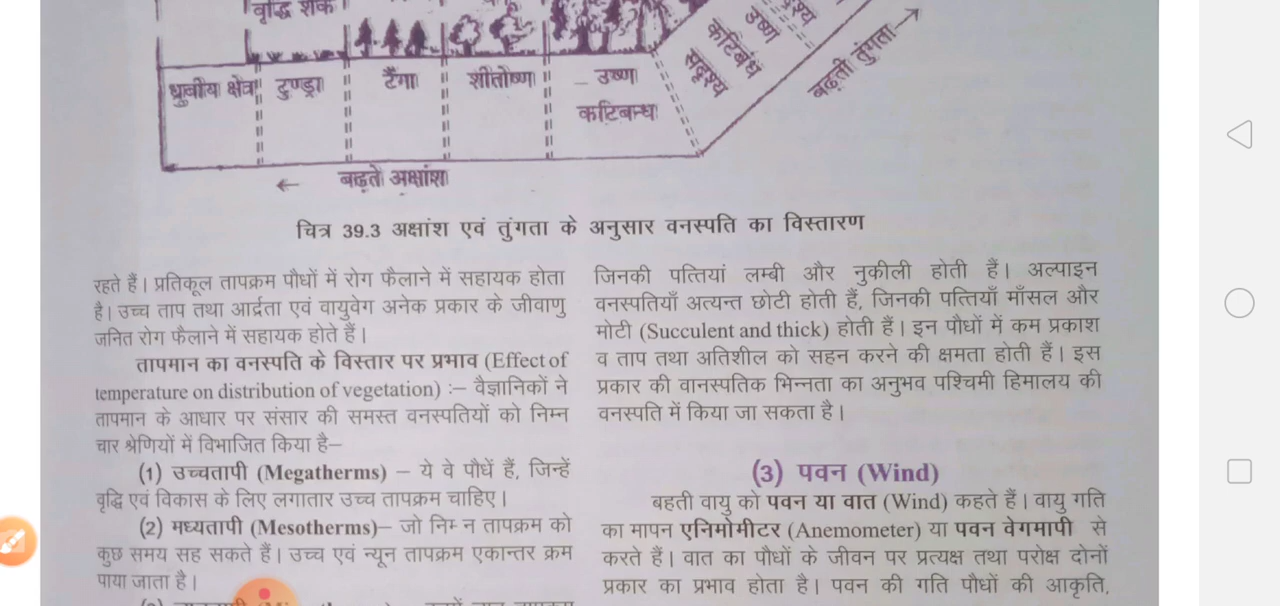 वृद्धि
ध्रुवीय क्षेत्र
टुण्ड्रा
टैंगा
शीतोष्ण
उष्ण
कटिबन्ध
उष्ण
कटिबंध
सदृश्य
बढ़ती तुंगता
बढ़ते अक्षांश
चित्र 39.3 अक्षांश एवं तुंगता के अनुसार वनस्पति का विस्तारण
रहते हैं। प्रतिकूल तापक्रम पौधों में रोग फैलाने में सहायक होता
है। उच्च ताप तथा आर्द्रता एवं वायुवेग अनेक प्रकार के जीवाणु
जनित रोग फैलाने में सहायक होते हैं।
तापमान का वनस्पति के विस्तार पर प्रभाव (Effect of
temperature on distribution of vegetation) :– वैज्ञानिकों ने
तापमान के आधार पर संसार की समस्त वनस्पतियों को निम्न
चार श्रेणियों में विभाजित किया है–
(1) उच्चतापी (Megatherms) – ये वे पौधें हैं, जिन्हें
वृद्धि एवं विकास के लिए लगातार उच्च तापक्रम चाहिए।
(2) मध्यतापी (Mesotherms)– जो निम्न तापक्रम को
कुछ समय सह सकते हैं। उच्च एवं न्यून तापक्रम एकान्तर क्रम
पाया जाता है।
जिनकी पत्तियां लम्बी और नुकीली होती हैं। अल्पाइन
वनस्पतियाँ अत्यन्त छोटी होती हैं, जिनकी पत्तियाँ माँसल और
मोटी (Succulent and thick) होती हैं। इन पौधों में कम प्रकाश
व ताप तथा अतिशील को सहन करने की क्षमता होती हैं। इस
प्रकार की वानस्पतिक भिन्नता का अनुभव पश्चिमी हिमालय की
वनस्पति में किया जा सकता है।
(3) पवन (Wind)
बहती वायु को पवन या वात (Wind) कहते हैं। वायु गति
का मापन एनिमोमीटर (Anemometer) या पवन वेगमापी से
करते हैं। वात का पौधों के जीवन पर प्रत्यक्ष तथा परोक्ष दोनों
प्रकार का प्रभाव होता है। पवन की गति पौधों की आकृति,